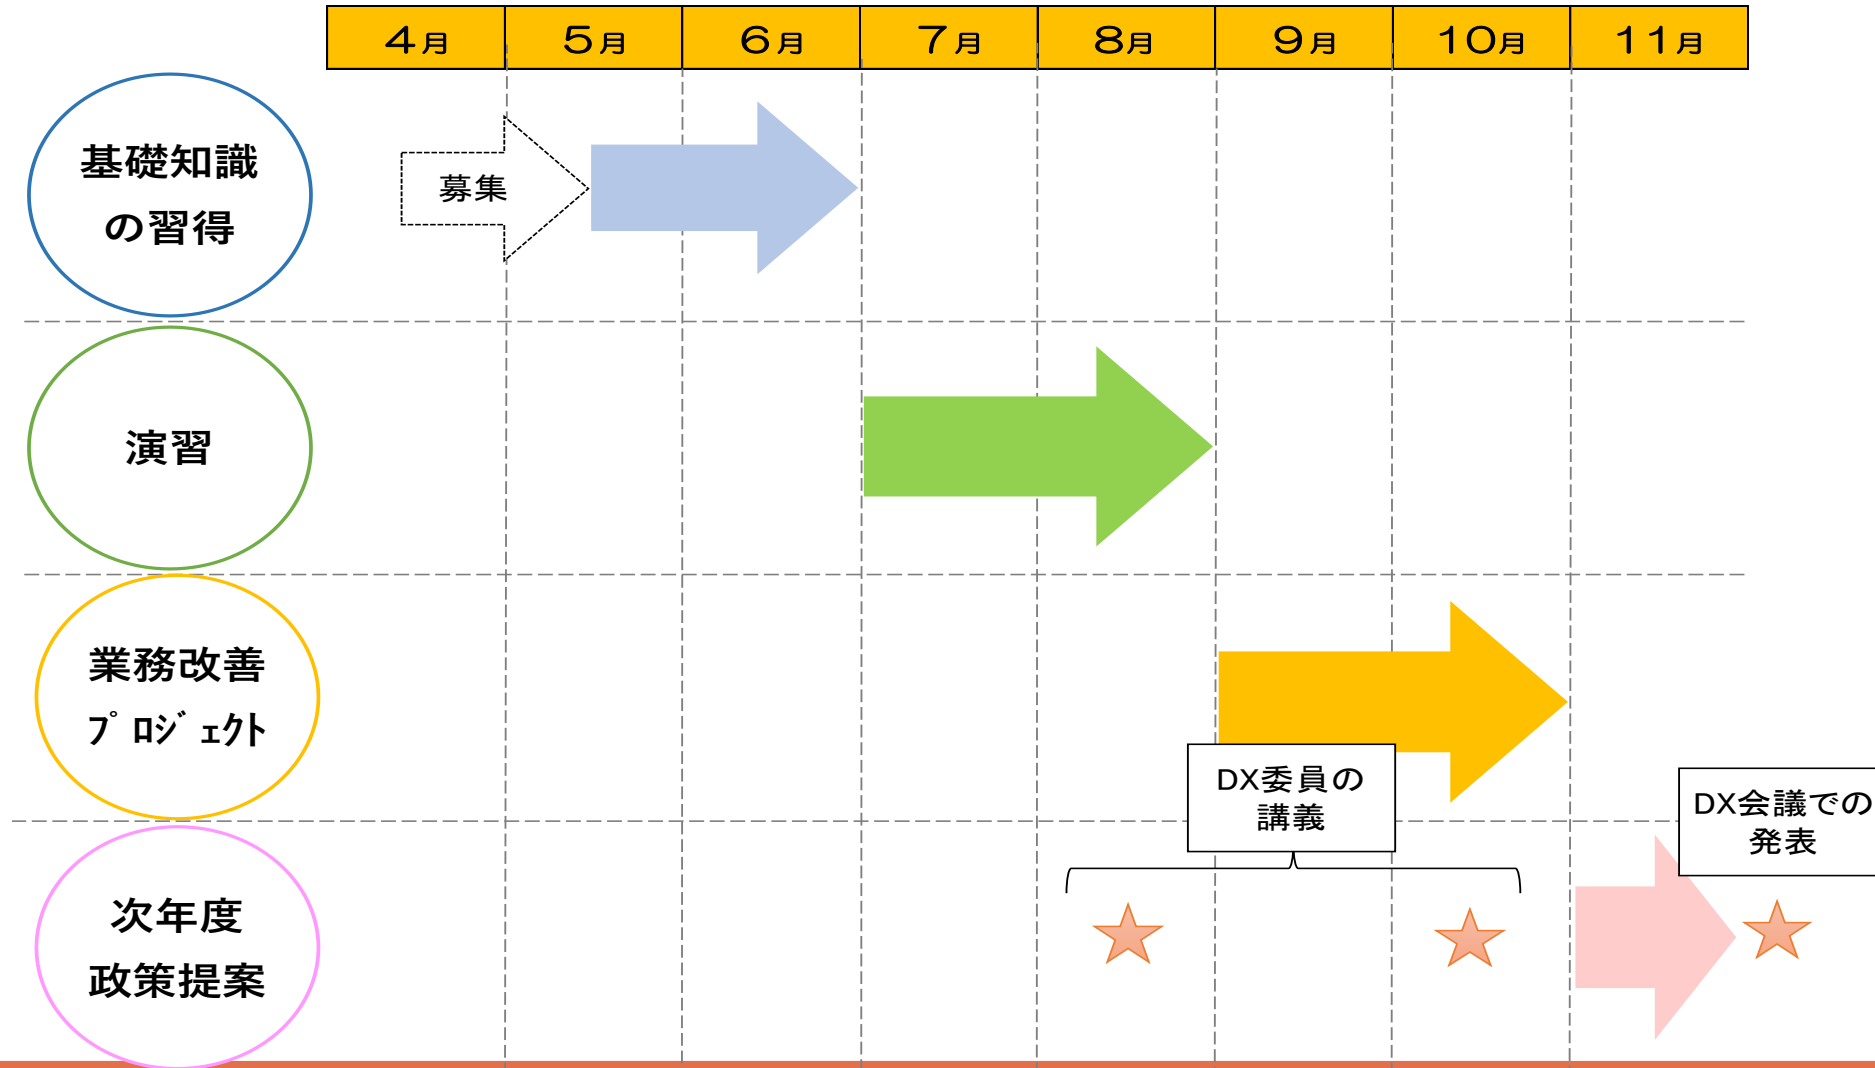 4月 5月 6月 7月 8月 9月 10月 11月
基礎知識
の習得
募集
演習
業務改善
プロジェクト
DX委員の
講義
DX会議での
発表
次年度
政策提案